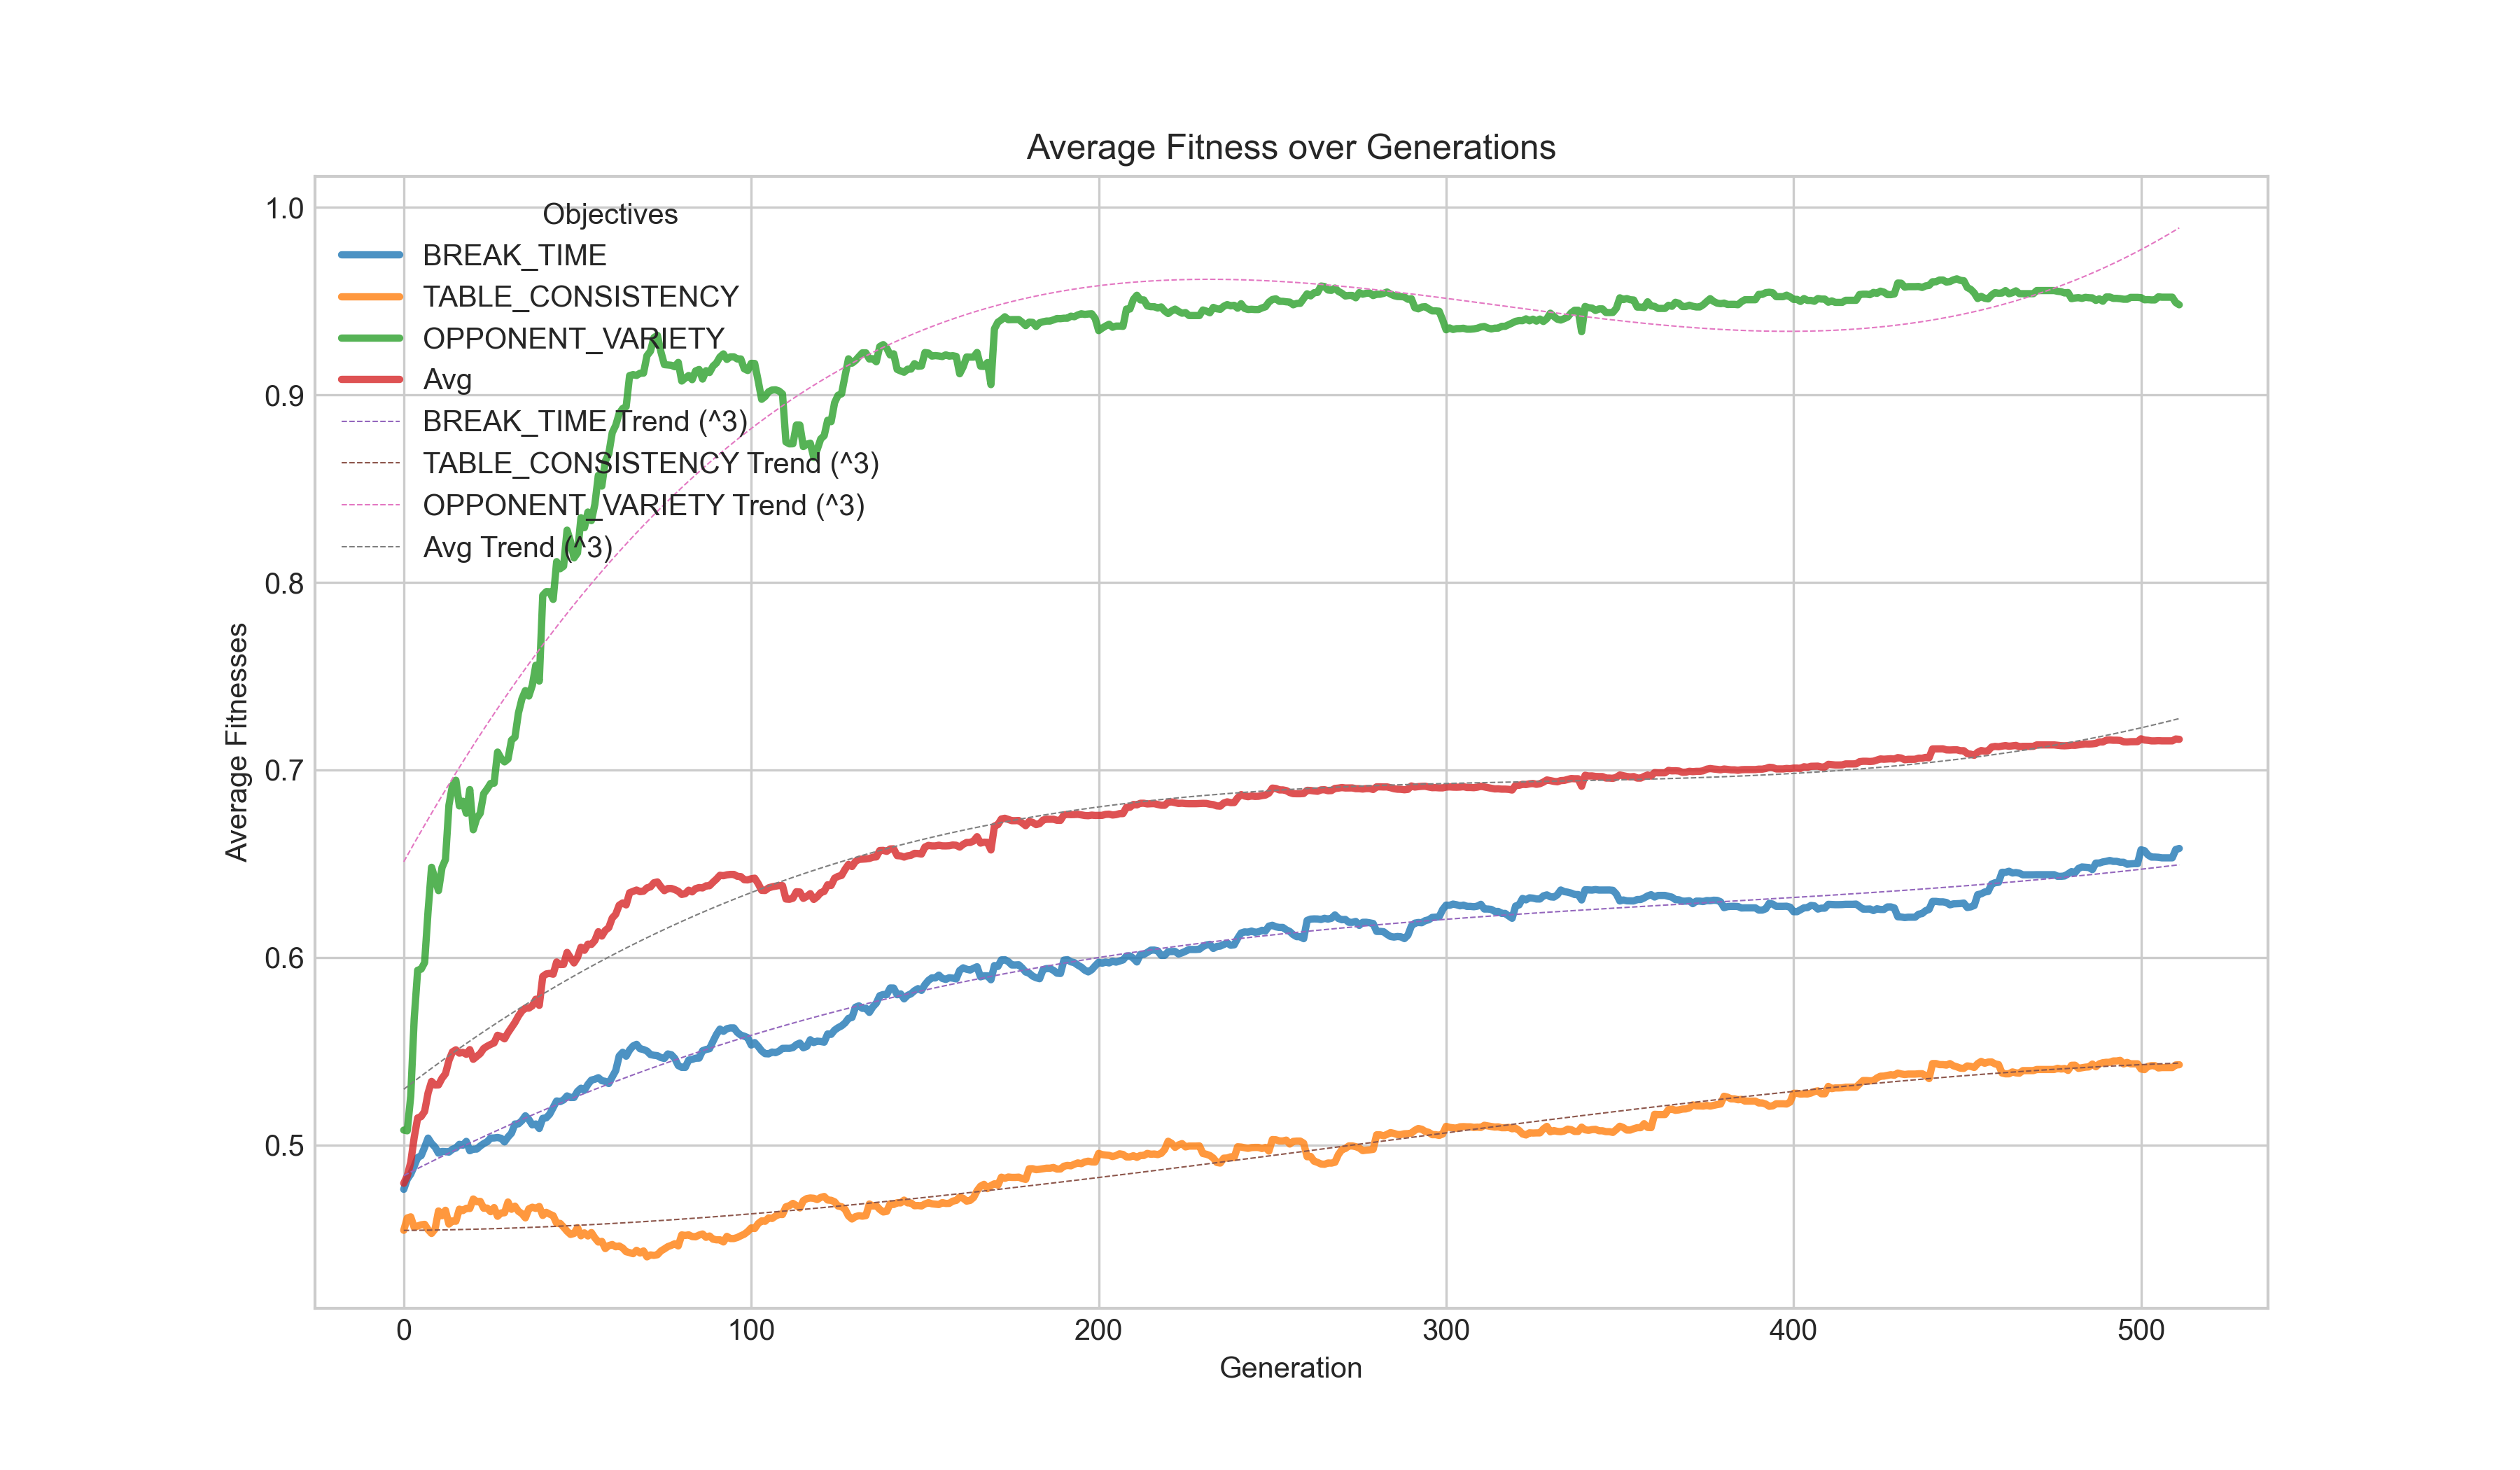 Average Fitness over Generations
Average Fitnesses
1.0
0.9
0.8
0.7
0.6
0.5
Objectives
BREAK_TIME
TABLE_CONSISTENCY
OPPONENT_VARIETY
Avg
BREAK_TIME Trend (^3)
TABLE_CONSISTENCY Trend (^3)
OPPONENT_VARIETY Trend (^3)
Avg Trend (^3)
0 100 200 300 400 500
Generation